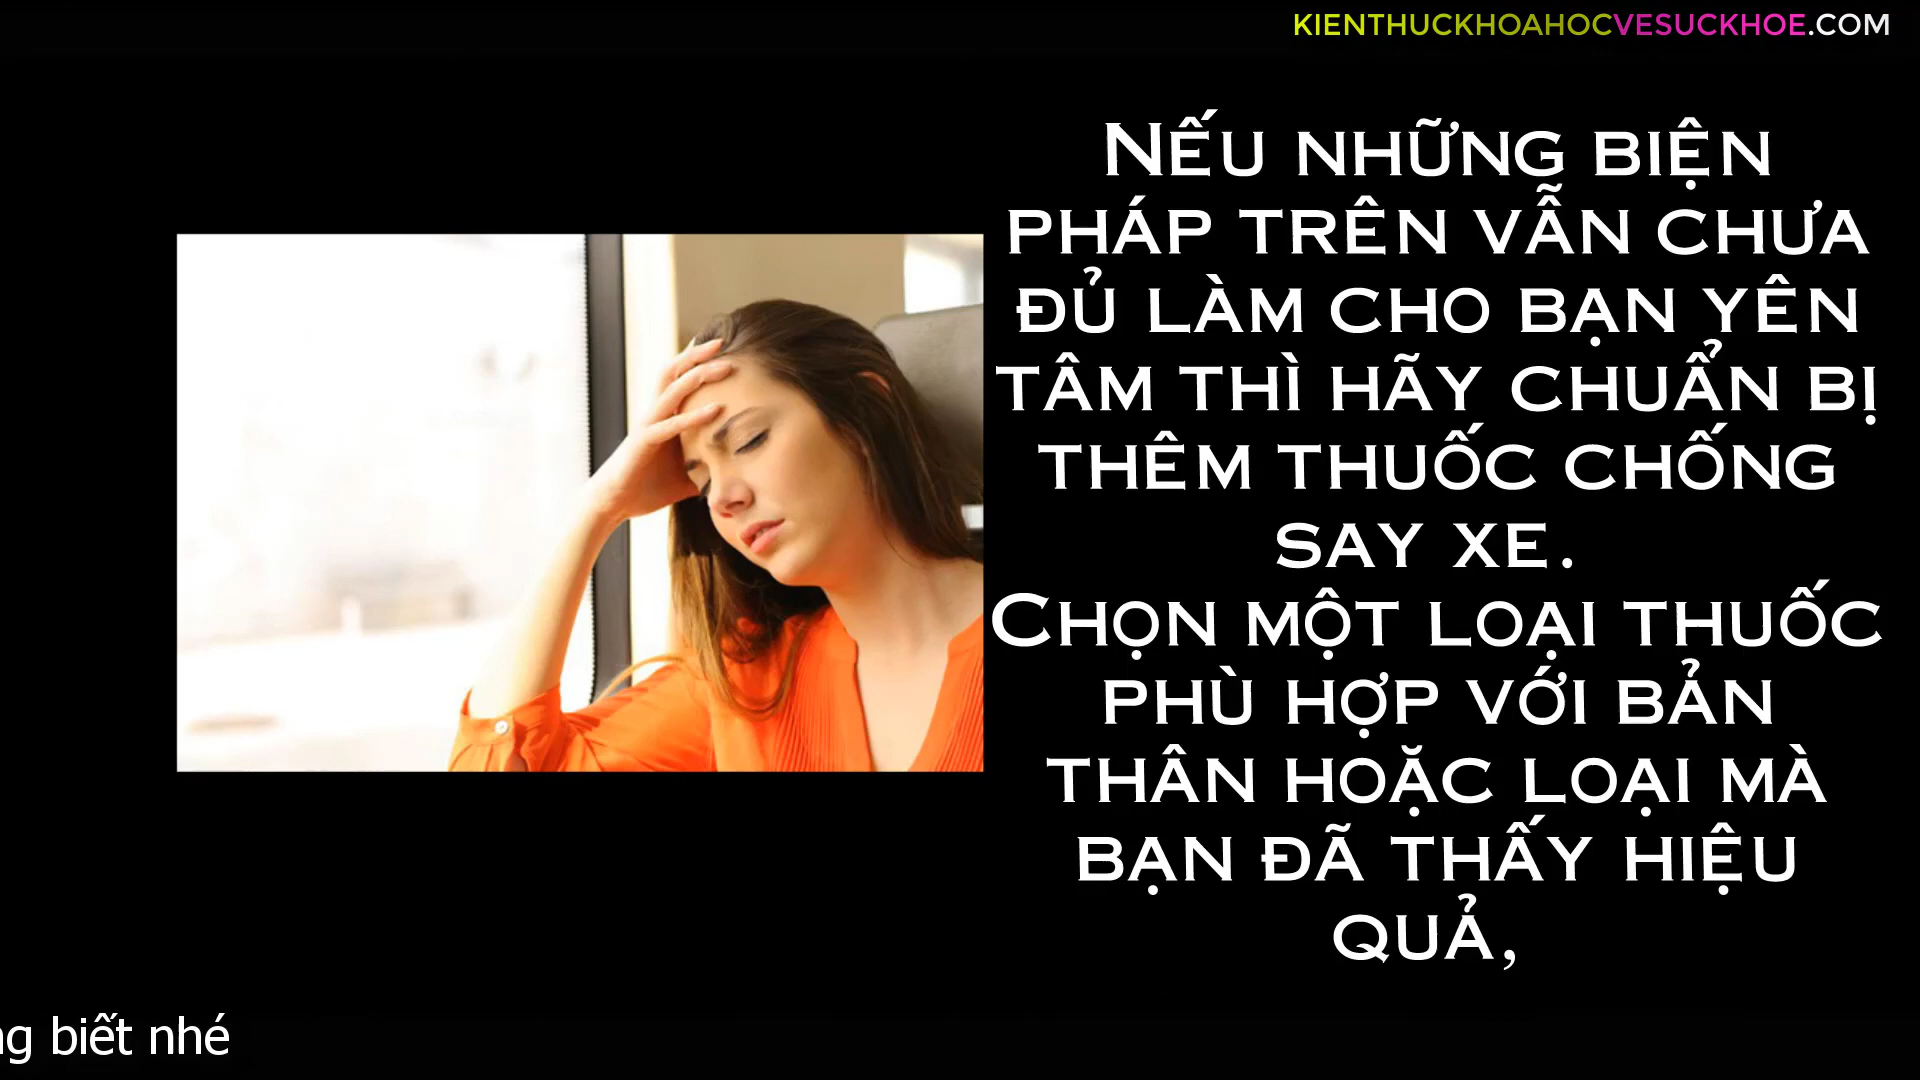 KIENTHUCKHOAHOCVESUCKHOE.COM
Nếu những biện
pháp trên vẫn chưa
đủ làm cho bạn yên
tâm thì hãy chuẩn bị
thêm thuốc chống
say xe.
Chọn một loại thuốc
phù hợp với bản
thân hoặc loại mà
bạn đã thấy hiệu
quả,
biết nhé